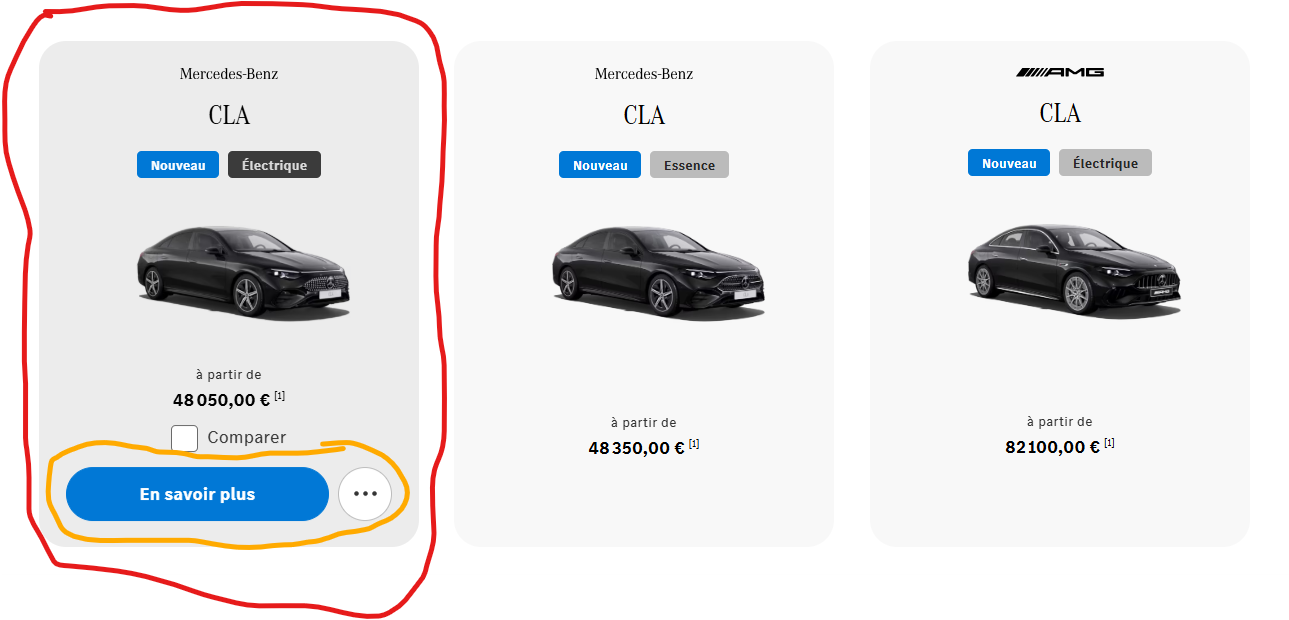 Mercedes-Benz
CLA
Nouveau
Électrique
à partir de
48 050,00 € [1]
Comparer
En savoir plus
Mercedes-Benz
CLA
Nouveau
Essence
à partir de
48 350,00 € [1]
AMG
CLA
Nouveau
Électrique
à partir de
82 100,00 € [1]